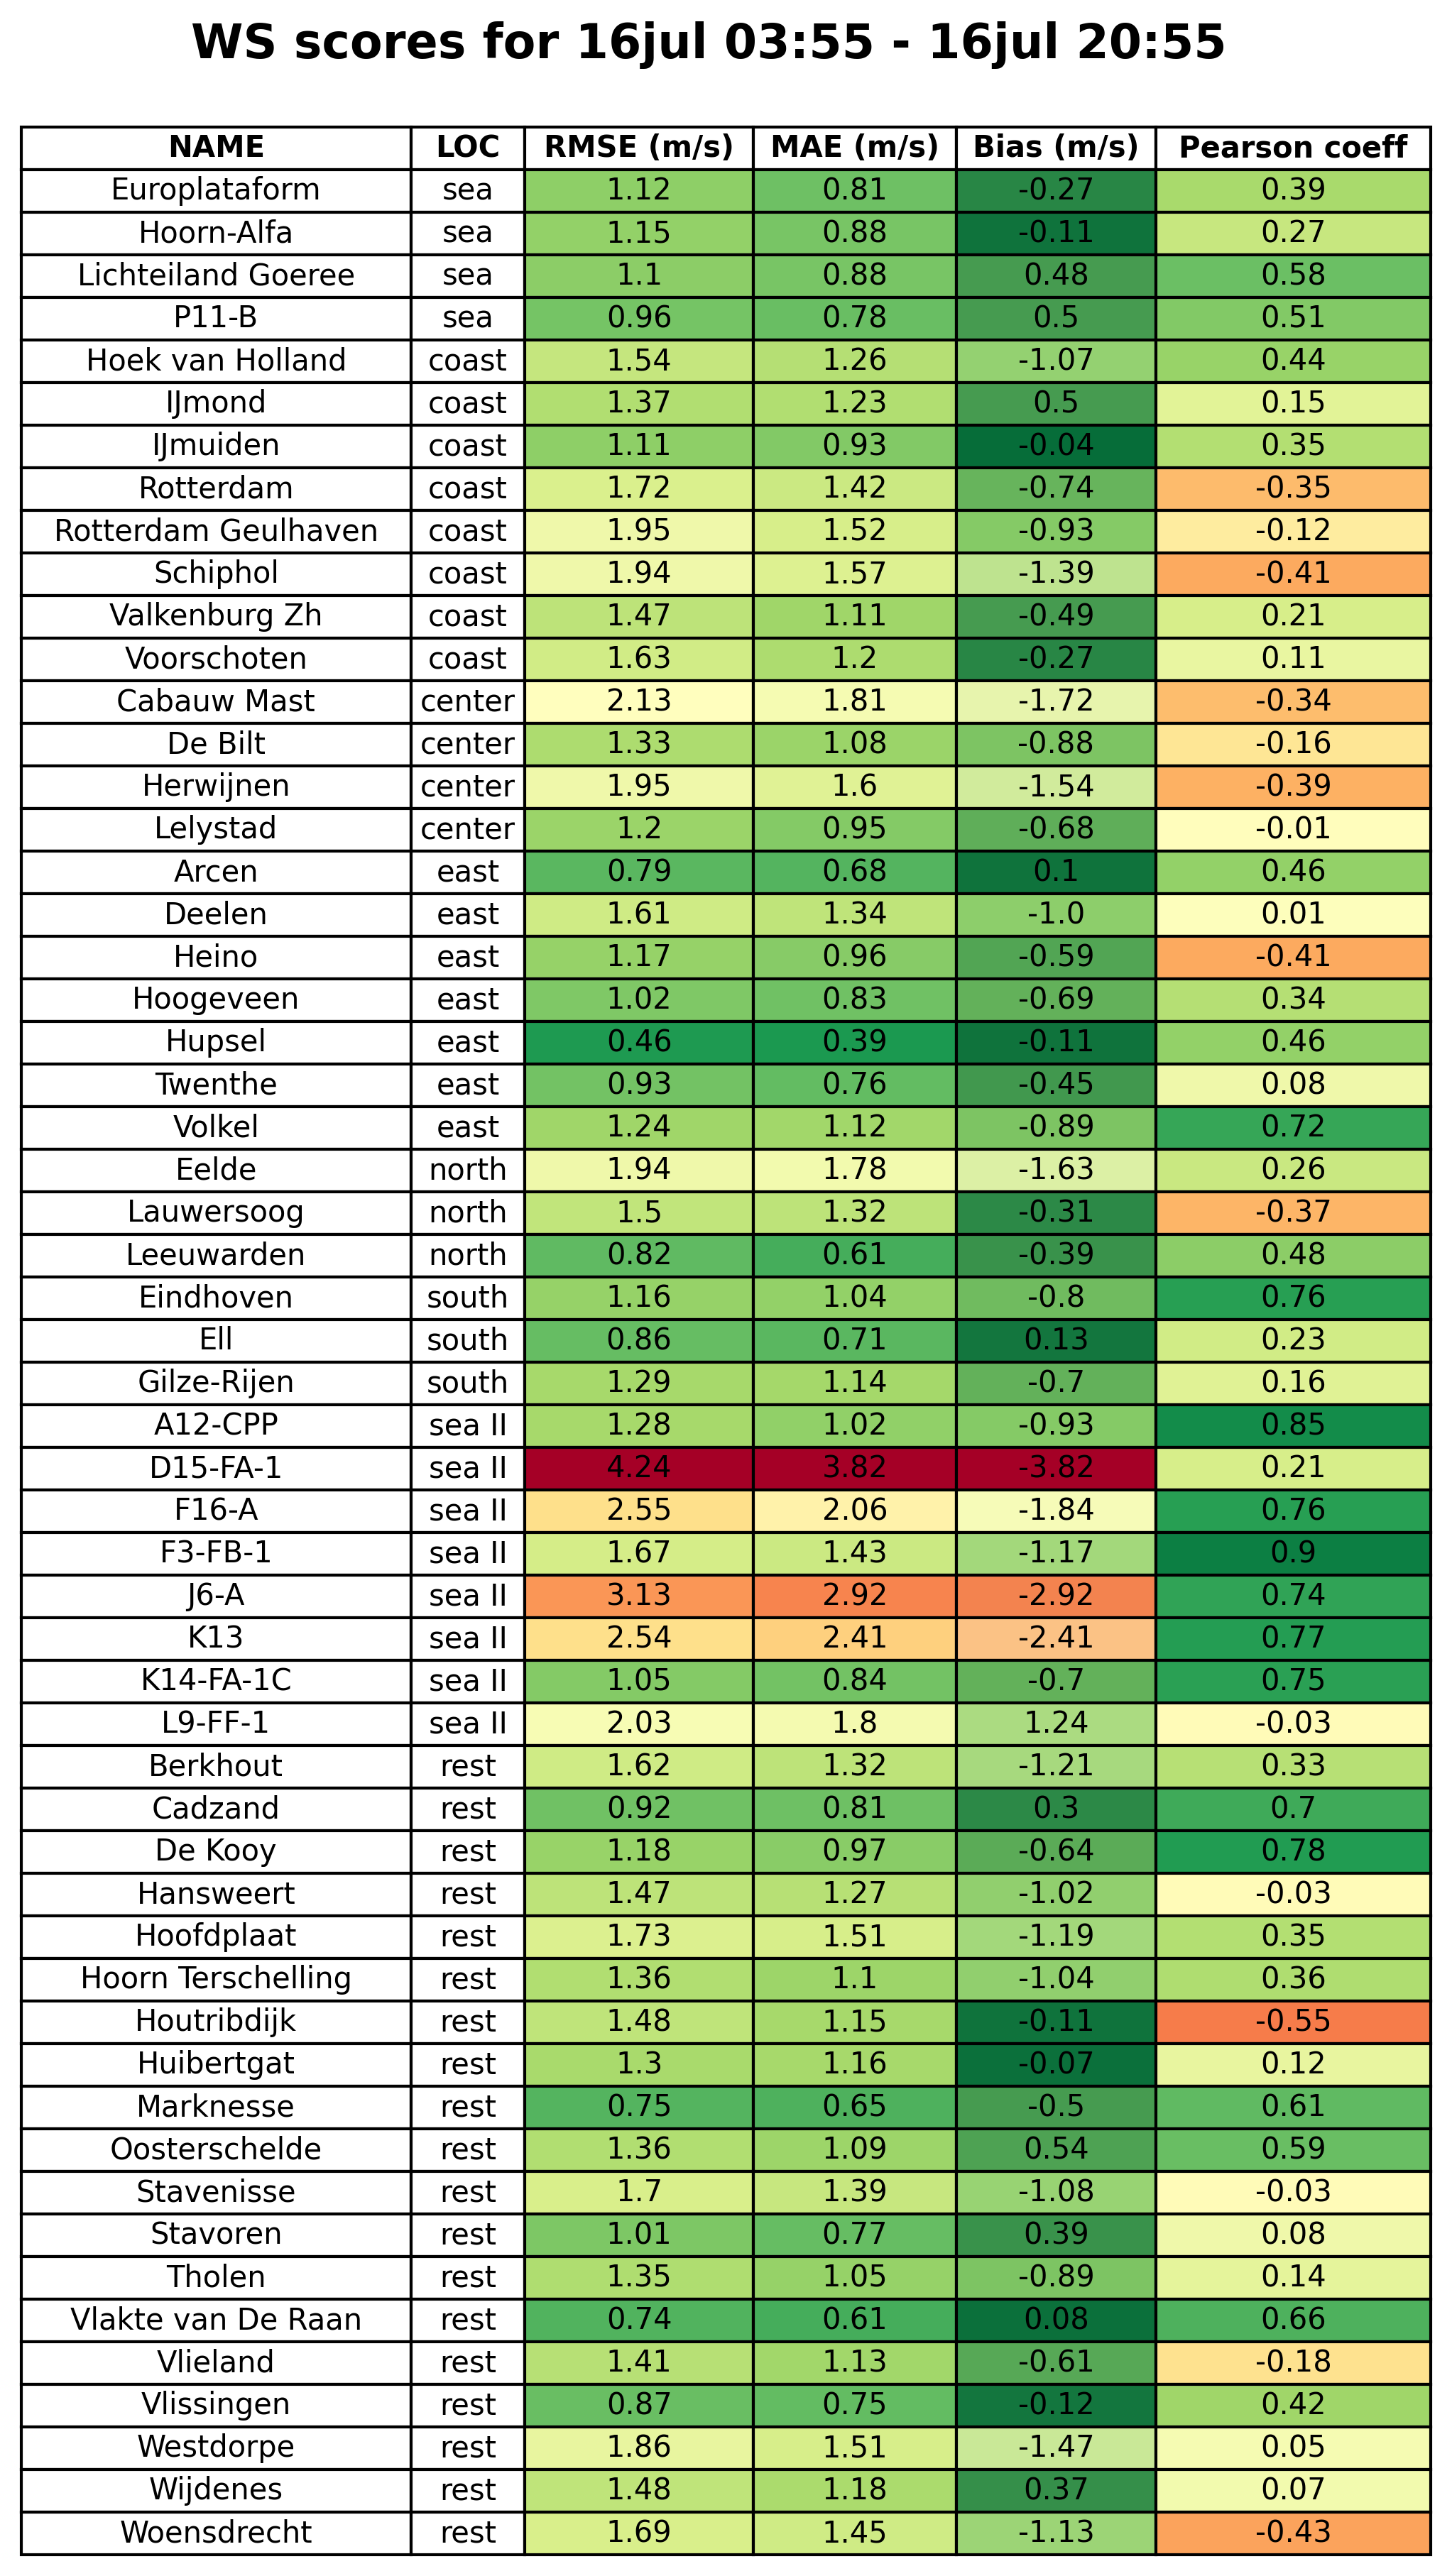 WS scores for 16jul 03:55 - 16jul 20:55
NAME LOC RMSE (m/s) MAE (m/s) Bias (m/s) Pearson coeff
Europlataform sea 1.12 0.81 -0.27 0.39
Hoorn-Alfa sea 1.15 0.88 -0.11 0.27
Lichteiland Goeree sea 1.1 0.88 0.48 0.58
P11-B sea 0.96 0.78 0.5 0.51
Hoek van Holland coast 1.54 1.26 -1.07 0.44
IJmond coast 1.37 1.23 0.5 0.15
IJmuiden coast 1.11 0.93 -0.04 0.35
Rotterdam coast 1.72 1.42 -0.74 -0.35
Rotterdam Geulhaven coast 1.95 1.52 -0.93 -0.12
Schiphol coast 1.94 1.57 -1.39 -0.41
Valkenburg Zh coast 1.47 1.11 -0.49 0.21
Voorschoten coast 1.63 1.2 -0.27 0.11
Cabauw Mast center 2.13 1.81 -1.72 -0.34
De Bilt center 1.33 1.08 -0.88 -0.16
Herwijnen center 1.95 1.6 -1.54 -0.39
Lelystad center 1.2 0.95 -0.68 -0.01
Arcen east 0.79 0.68 0.1 0.46
Deelen east 1.61 1.34 -1.0 0.01
Heino east 1.17 0.96 -0.59 -0.41
Hoogeveen east 1.02 0.83 -0.69 0.34
Hupsel east 0.46 0.39 -0.11 0.46
Twenthe east 0.93 0.76 -0.45 0.08
Volkel east 1.24 1.12 -0.89 0.72
Eelde north 1.94 1.78 -1.63 0.26
Lauwersoog north 1.5 1.32 -0.31 -0.37
Leeuwarden north 0.82 0.61 -0.39 0.48
Eindhoven south 1.16 1.04 -0.8 0.76
Ell south 0.86 0.71 0.13 0.23
Gilze-Rijen south 1.29 1.14 -0.7 0.16
A12-CPP sea II 1.28 1.02 -0.93 0.85
D15-FA-1 sea II 4.24 3.82 -3.82 0.21
F16-A sea II 2.55 2.06 -1.84 0.76
F3-FB-1 sea II 1.67 1.43 -1.17 0.9
J6-A sea II 3.13 2.92 -2.92 0.74
K13 sea II 2.54 2.41 -2.41 0.77
K14-FA-1C sea II 1.05 0.84 -0.7 0.75
L9-FF-1 sea II 2.03 1.8 1.24 -0.03
Berkhout rest 1.62 1.32 -1.21 0.33
Cadzand rest 0.92 0.81 0.3 0.7
De Kooy rest 1.18 0.97 -0.64 0.78
Hansweert rest 1.47 1.27 -1.02 -0.03
Hoofdplaat rest 1.73 1.51 -1.19 0.35
Hoorn Terschelling rest 1.36 1.1 -1.04 0.36
Houtribdijk rest 1.48 1.15 -0.11 -0.55
Huibertgat rest 1.3 1.16 -0.07 0.12
Marknesse rest 0.75 0.65 -0.5 0.61
Oosterschelde rest 1.36 1.09 0.54 0.59
Stavenisse rest 1.7 1.39 -1.08 -0.03
Stavoren rest 1.01 0.77 0.39 0.08
Tholen rest 1.35 1.05 -0.89 0.14
Vlakte van De Raan rest 0.74 0.61 0.08 0.66
Vlieland rest 1.41 1.13 -0.61 -0.18
Vlissingen rest 0.87 0.75 -0.12 0.42
Westdorpe rest 1.86 1.51 -1.47 0.05
Wijdenes rest 1.48 1.18 0.37 0.07
Woensdrecht rest 1.69 1.45 -1.13 -0.43